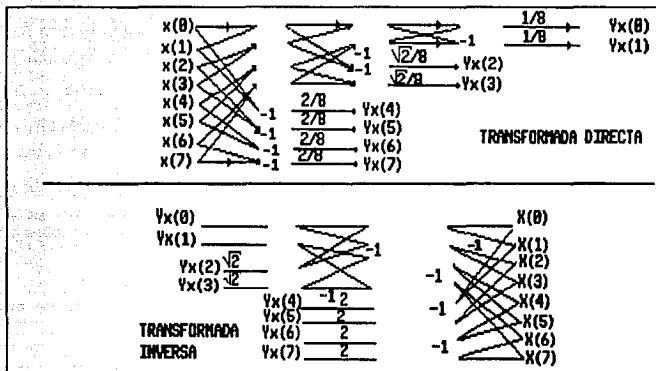 x(0) 1/8 Yx(0)
x(1) -1 1/8 Yx(1)
x(2) -1 √2/8 Yx(2)
x(3) -1 √2/8 Yx(3)
x(4) -1 2/8 Yx(4)
x(5) -1 2/8 Yx(5)
x(6) -1 2/8 Yx(6)
x(7) -1 2/8 Yx(7)
TRANSFORMADA DIRECTA
Yx(0) X(0)
Yx(1) -1 -1 X(1)
Yx(2) √2 -1 X(2)
Yx(3) √2 X(3)
Yx(4) -1 2 -1 X(4)
Yx(5) 2 X(5)
Yx(6) 2 -1 X(6)
Yx(7) 2 X(7)
TRANSFORMADA
INVERSA